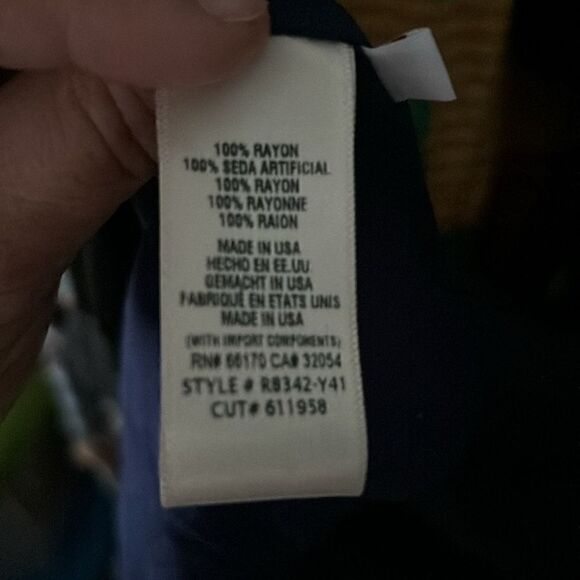 100% RAYON
100% SEDA ARTIFICIAL
100% RAYON
100% RAYONNE
100% RAION
MADE IN USA
HECHO EN EE.UU
GEMACHT IN USA
FABRIQUÉ EN ETATS UNIS
MADE IN USA
(WITH IMPORT COMPONENTS)
RN# 66170 CA# 32054
STYLE # R8342-Y41
CUT# 611958